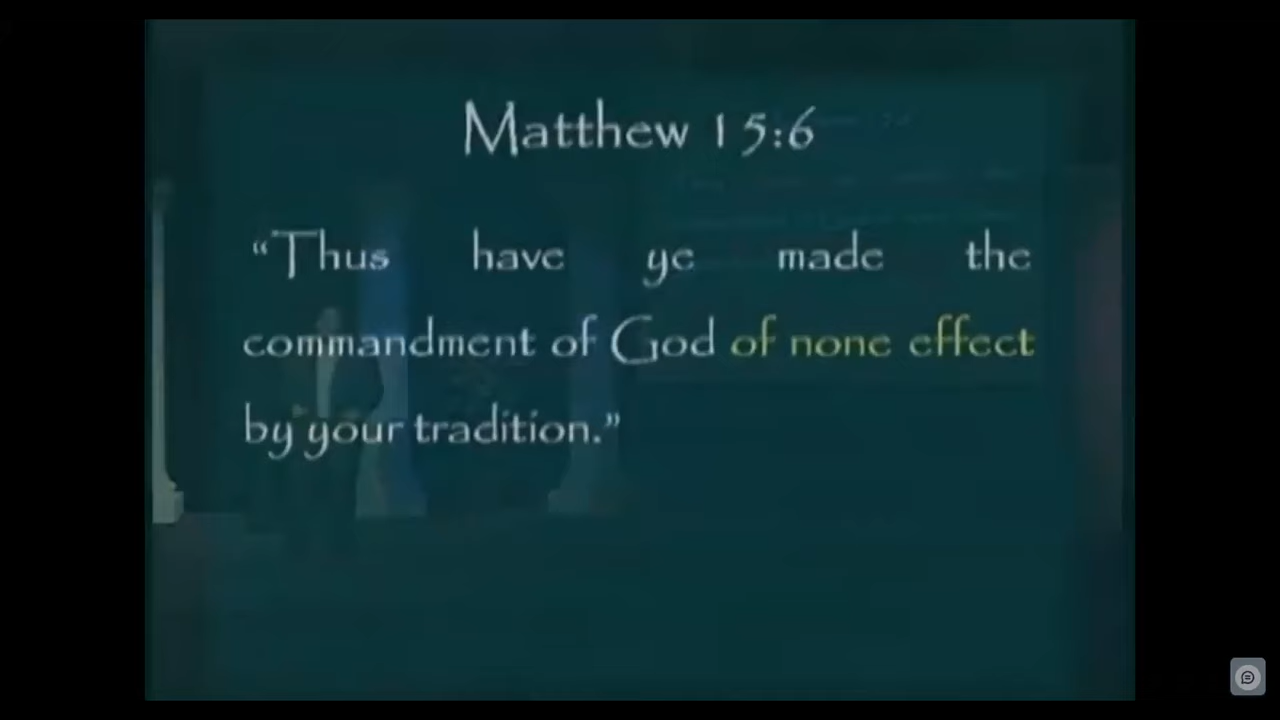 Matthew 15:6
“Thus have ye made the
commandment of God of none effect
by your tradition.”